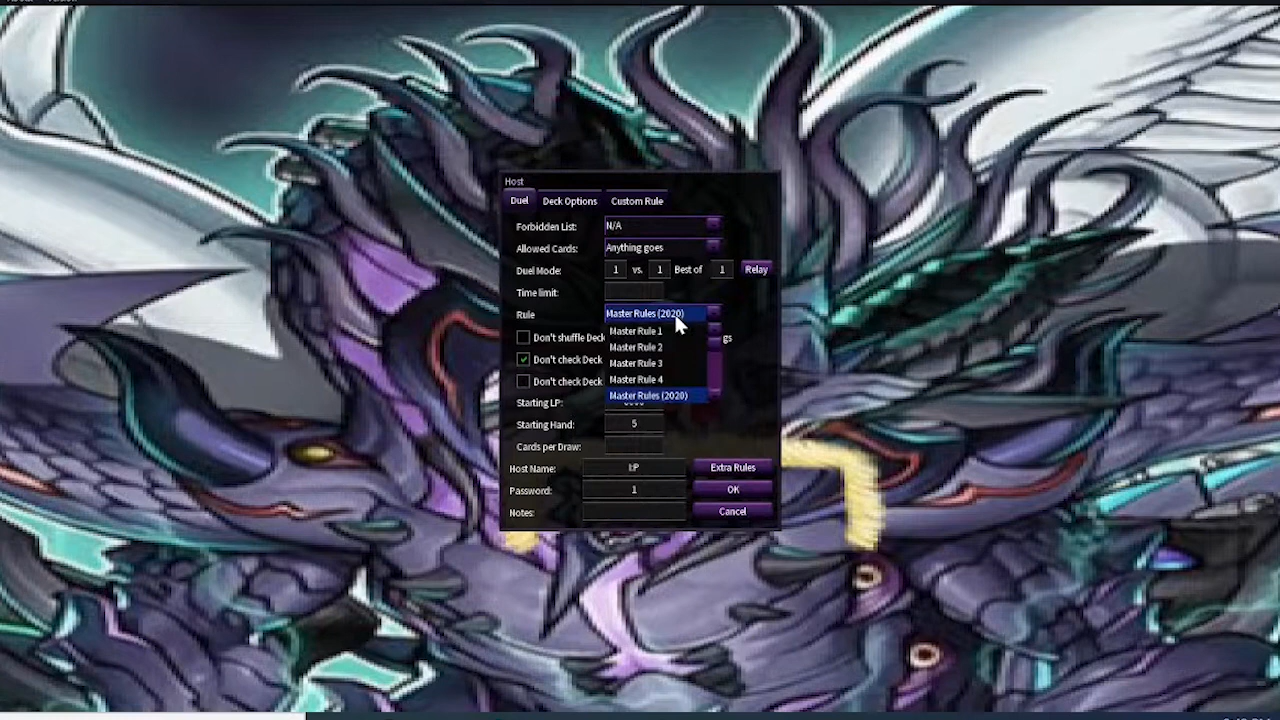 Host
Duel Deck Options Custom Rule
Forbidden List: N/A
Allowed Cards: Anything goes
Duel Mode: 1 vs. 1 Best of 1 Relay
Time limit:
Rule Master Rules (2020)
Master Rule 1
Don't shuffle Deck gs
Master Rule 2
Don't check Deck Master Rule 3
Master Rule 4
Don't check Deck
Master Rules (2020)
Starting LP:
Starting Hand: 5
Cards per Draw:
Host Name: I:P Extra Rules
Password: 1 OK
Notes: Cancel